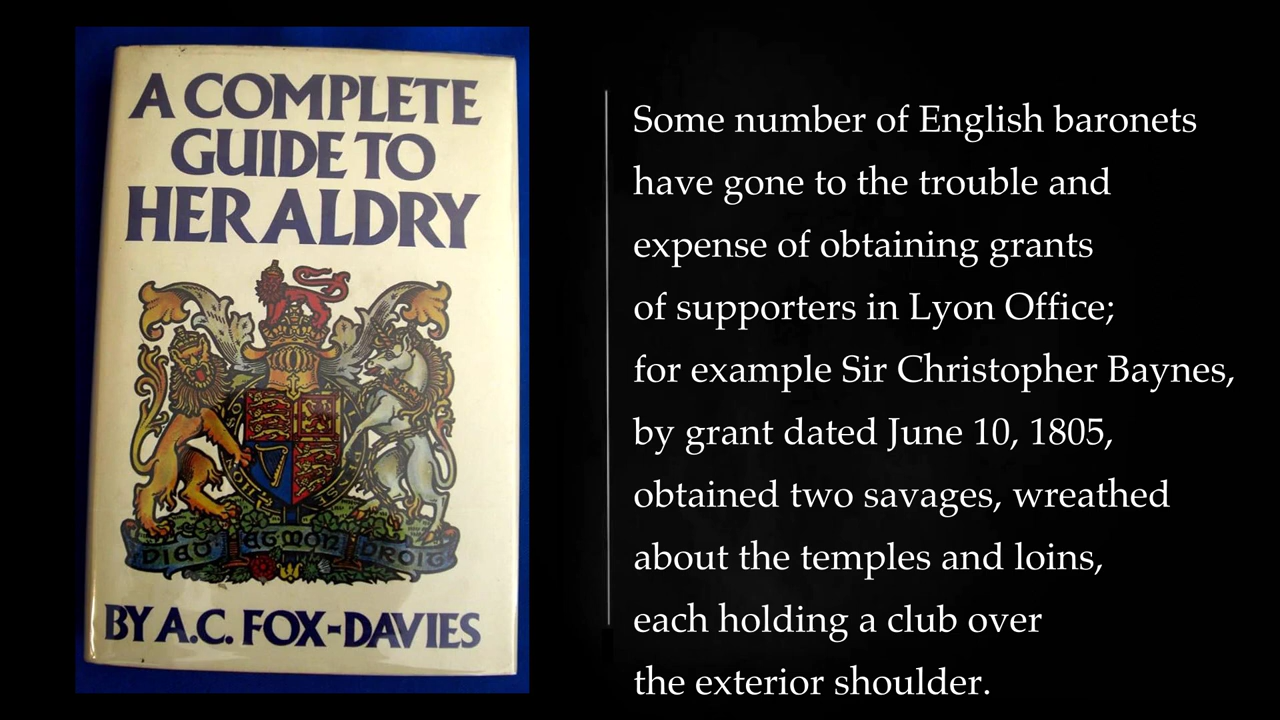 A COMPLETE
GUIDE TO
HERALDRY
DIEU ET MON DROIT
BY A.C. FOX-DAVIES
Some number of English baronets
have gone to the trouble and
expense of obtaining grants
of supporters in Lyon Office;
for example Sir Christopher Baynes,
by grant dated June 10, 1805,
obtained two savages, wreathed
about the temples and loins,
each holding a club over
the exterior shoulder.